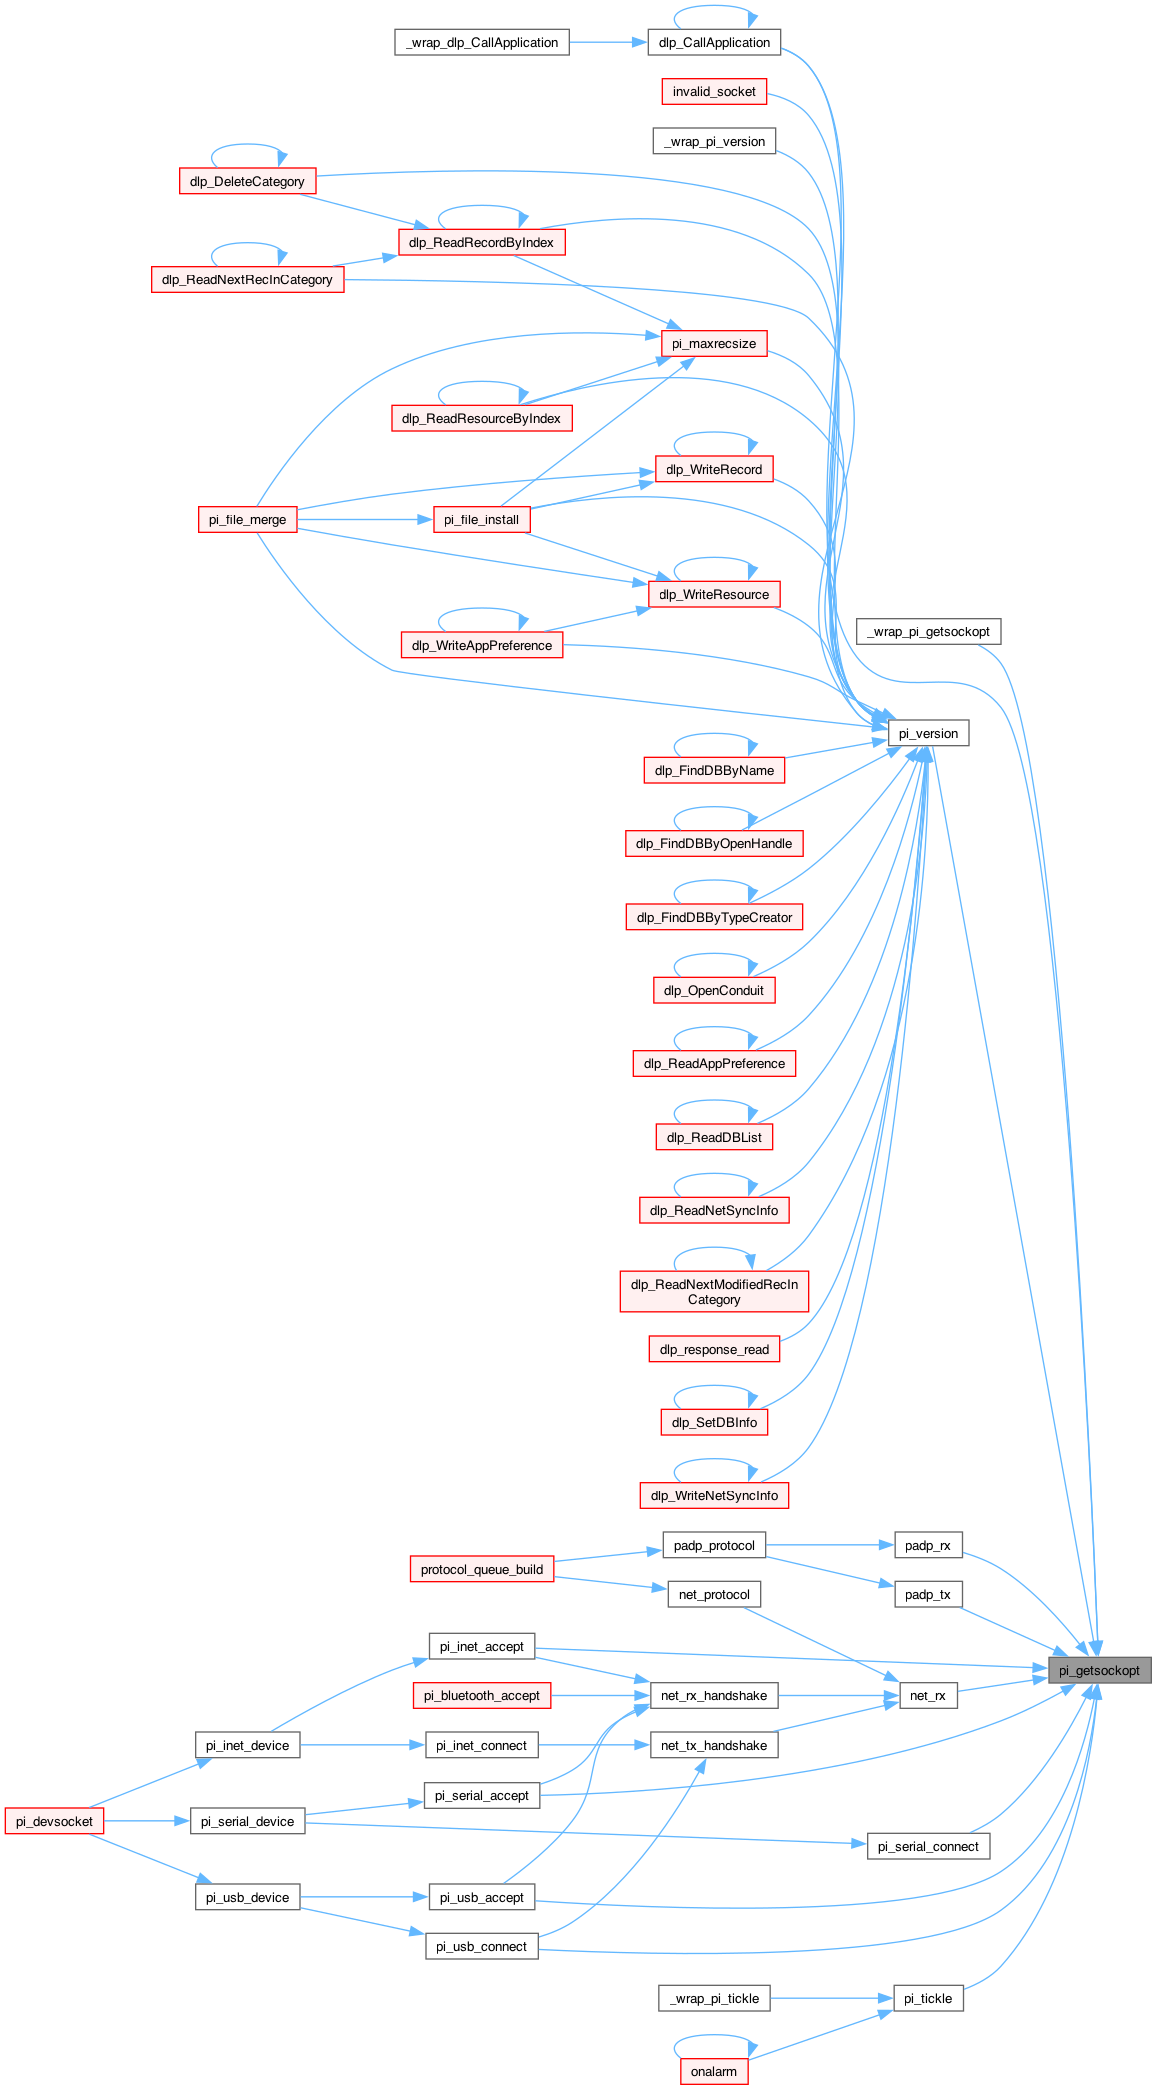 _wrap_dlp_CallApplication
dlp_CallApplication
invalid_socket
_wrap_pi_version
dlp_DeleteCategory
dlp_ReadRecordByIndex
dlp_ReadNextRecInCategory
pi_maxrecsize
dlp_ReadResourceByIndex
dlp_WriteRecord
pi_file_merge
pi_file_install
dlp_WriteResource
_wrap_pi_getsockopt
dlp_WriteAppPreference
pi_version
dlp_FindDBByName
dlp_FindDBByOpenHandle
dlp_FindDBByTypeCreator
dlp_OpenConduit
dlp_ReadAppPreference
dlp_ReadDBList
dlp_ReadNetSyncInfo
dlp_ReadNextModifiedRecIn
Category
dlp_response_read
dlp_SetDBInfo
dlp_WriteNetSyncInfo
padp_protocol
padp_rx
protocol_queue_build
net_protocol
padp_tx
pi_inet_accept
pi_getsockopt
pi_bluetooth_accept
net_rx_handshake
net_rx
pi_inet_device
pi_inet_connect
net_tx_handshake
pi_serial_accept
pi_devsocket
pi_serial_device
pi_serial_connect
pi_usb_device
pi_usb_accept
pi_usb_connect
_wrap_pi_tickle
pi_tickle
onalarm